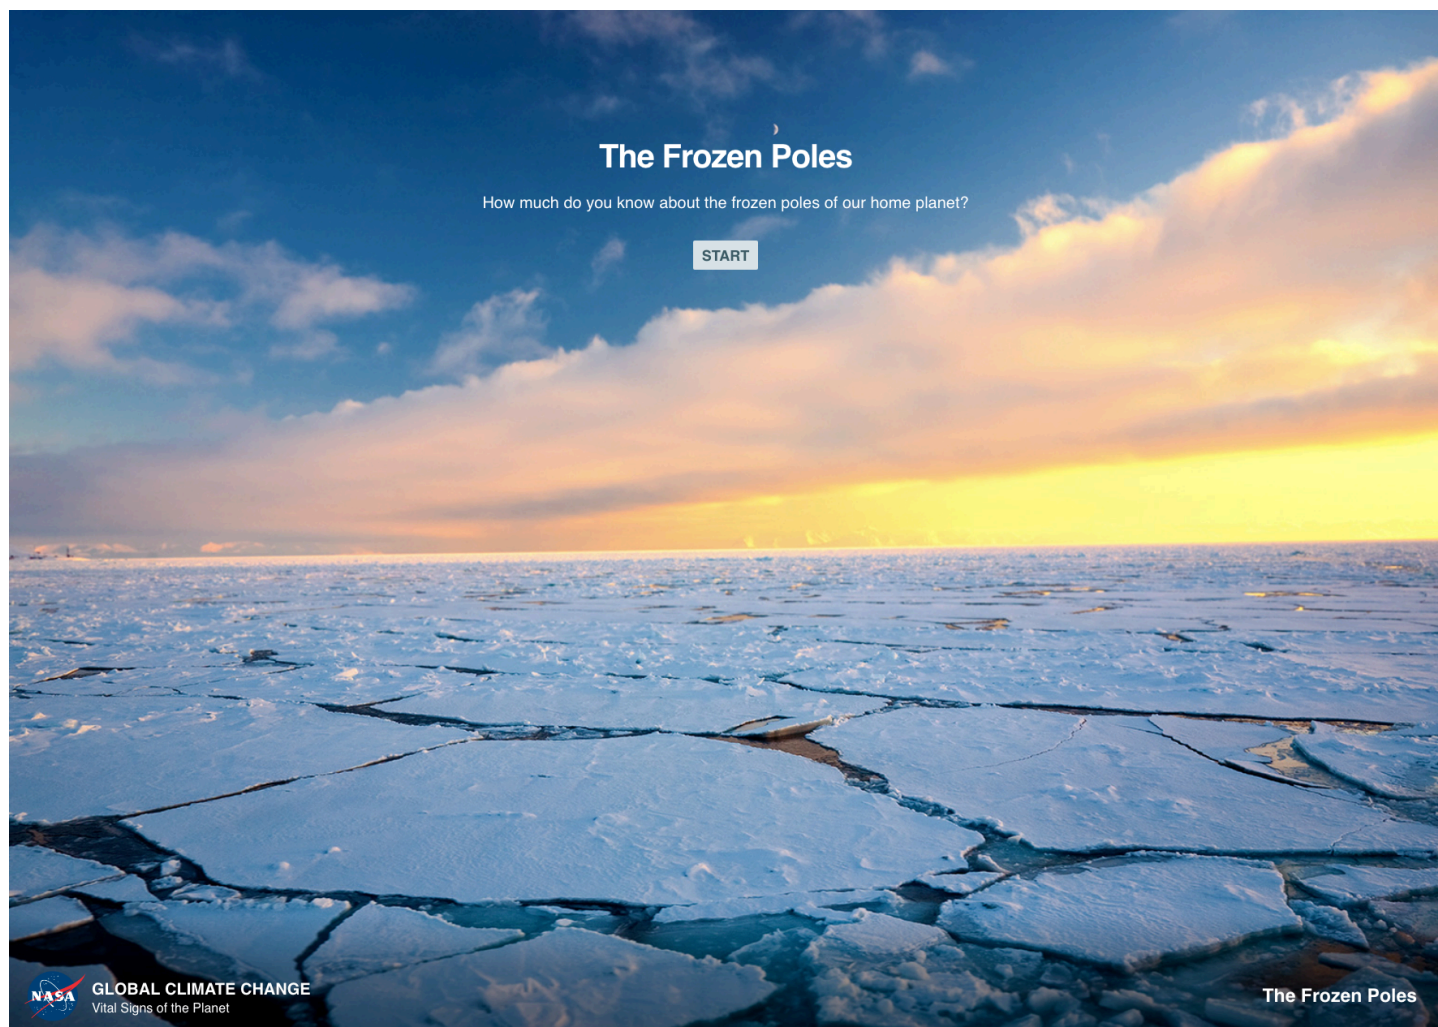 The Frozen Poles
How much do you know about the frozen poles of our home planet?
START
NASA
GLOBAL CLIMATE CHANGE
Vital Signs of the Planet
The Frozen Poles